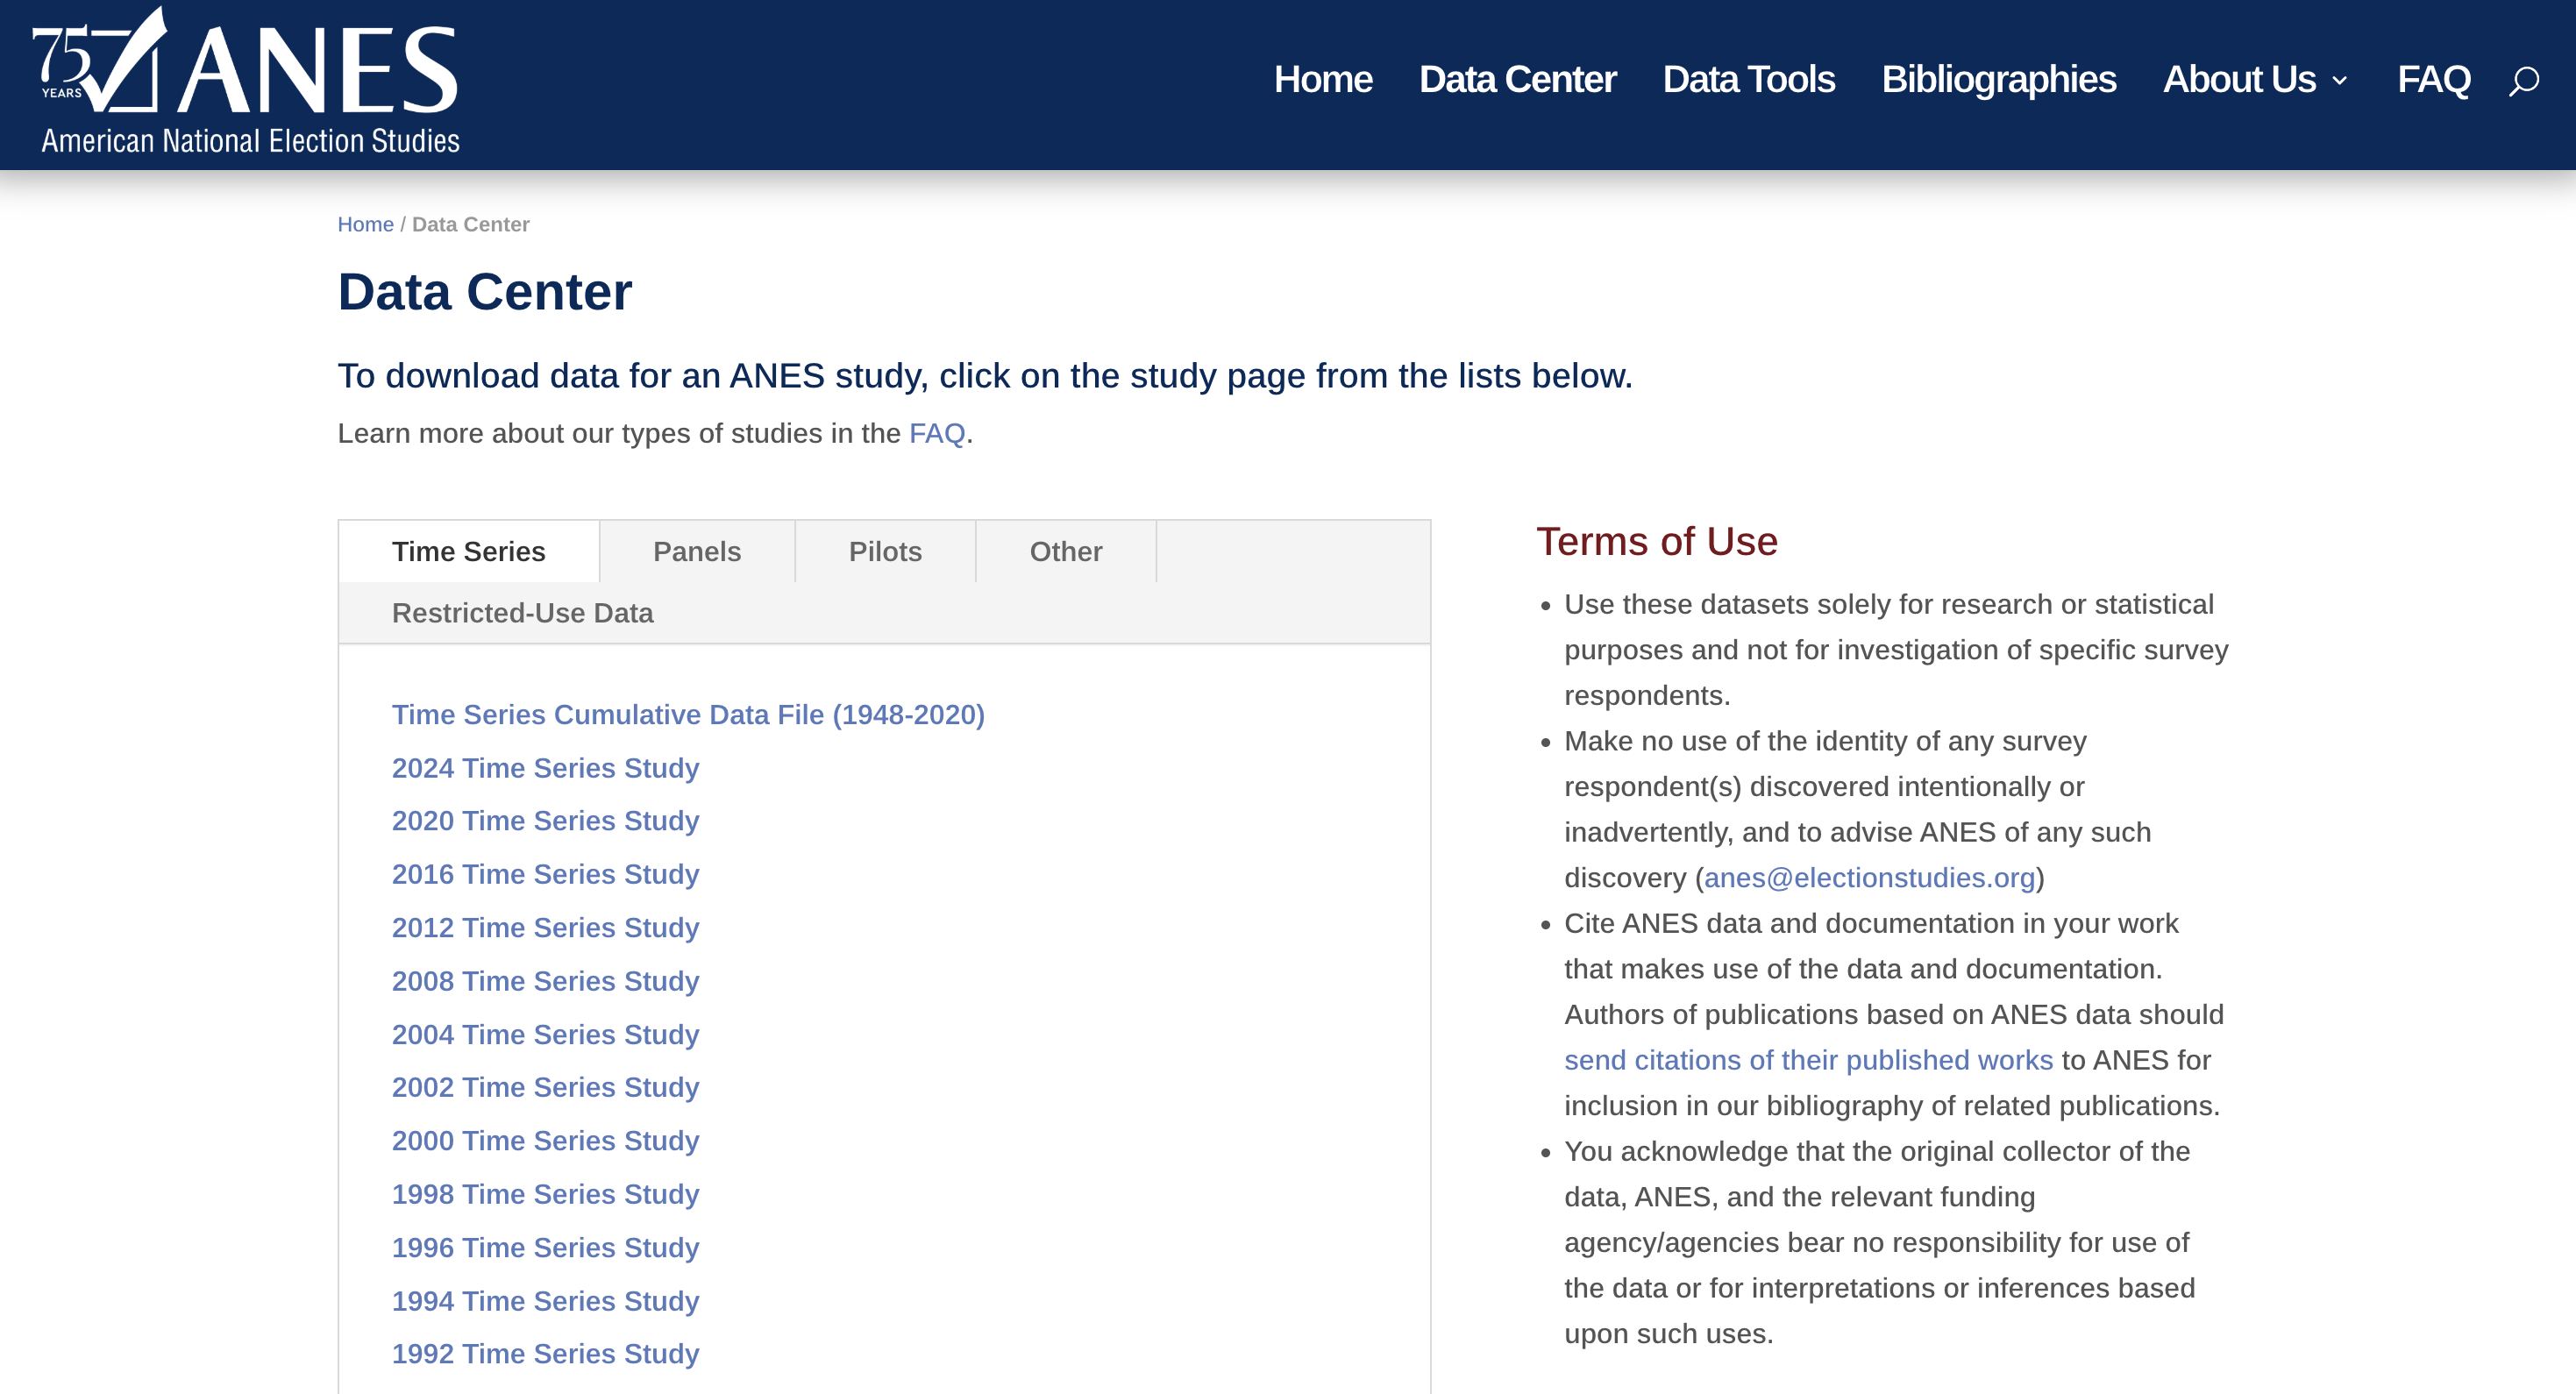 75 YEARS ANES
American National Election Studies
Home Data Center Data Tools Bibliographies About Us FAQ
Home / Data Center
Data Center
To download data for an ANES study, click on the study page from the lists below.
Learn more about our types of studies in the FAQ.
Time Series Panels Pilots Other
Restricted-Use Data
Time Series Cumulative Data File (1948-2020)
2024 Time Series Study
2020 Time Series Study
2016 Time Series Study
2012 Time Series Study
2008 Time Series Study
2004 Time Series Study
2002 Time Series Study
2000 Time Series Study
1998 Time Series Study
1996 Time Series Study
1994 Time Series Study
1992 Time Series Study
Terms of Use
• Use these datasets solely for research or statistical
purposes and not for investigation of specific survey
respondents.
• Make no use of the identity of any survey
respondent(s) discovered intentionally or
inadvertently, and to advise ANES of any such
discovery (anes@electionstudies.org)
• Cite ANES data and documentation in your work
that makes use of the data and documentation.
Authors of publications based on ANES data should
send citations of their published works to ANES for
inclusion in our bibliography of related publications.
• You acknowledge that the original collector of the
data, ANES, and the relevant funding
agency/agencies bear no responsibility for use of
the data or for interpretations or inferences based
upon such uses.